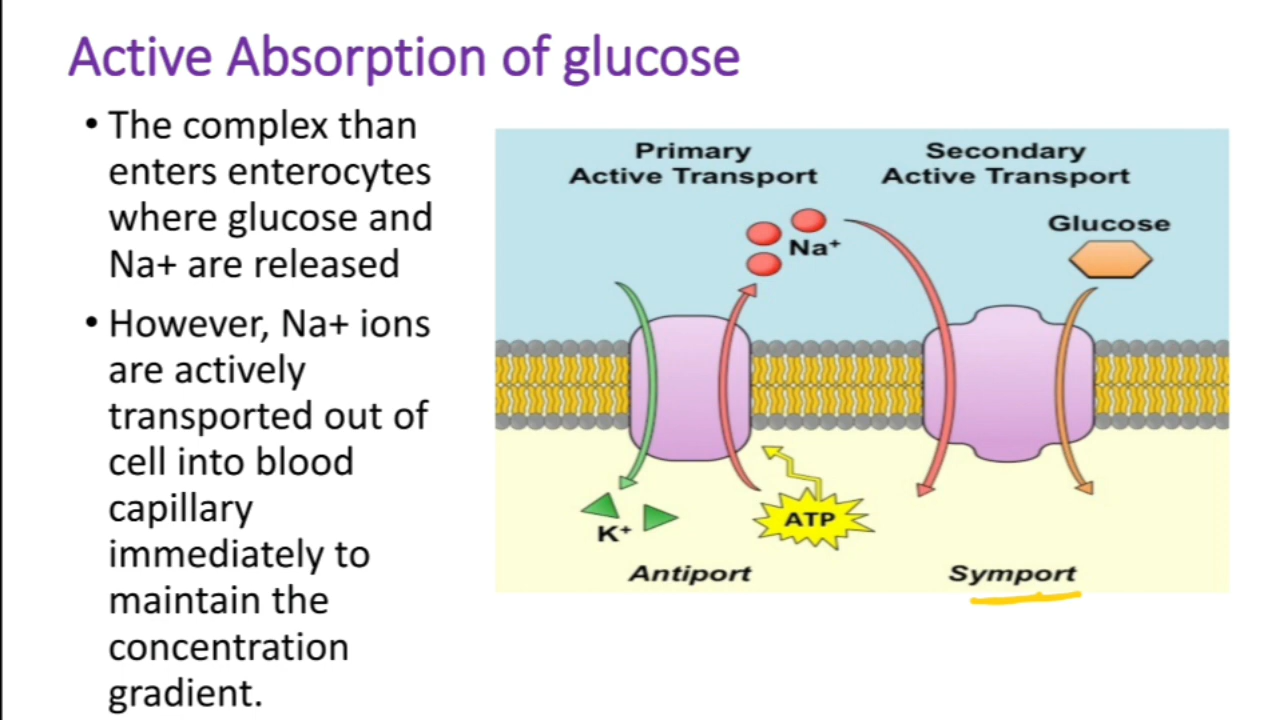 Active Absorption of glucose
• The complex than
enters enterocytes
where glucose and
Na+ are released
• However, Na+ ions
are actively
transported out of
cell into blood
capillary
immediately to
maintain the
concentration
gradient.
Primary
Active Transport
Secondary
Active Transport
Glucose
Na⁺
K⁺
ATP
Antiport
Symport